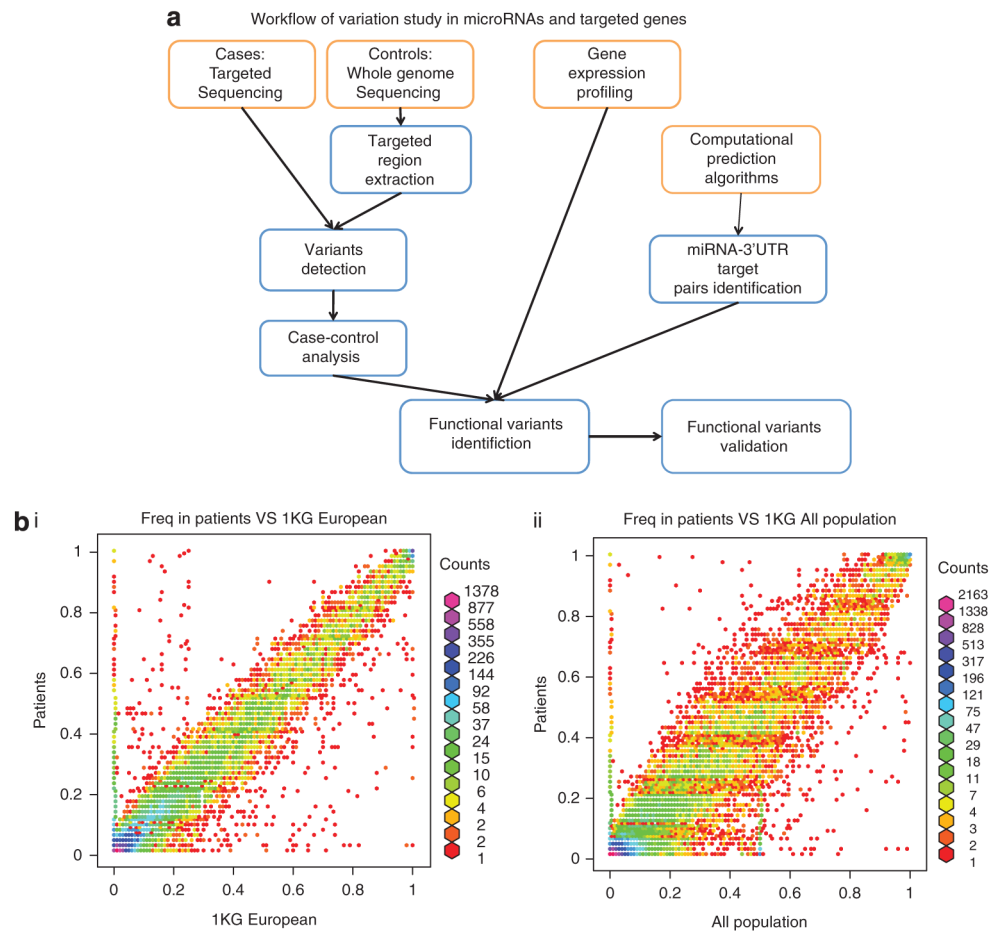 a Workflow of variation study in microRNAs and targeted genes
Cases:
Targeted
Sequencing
Controls:
Whole genome
Sequencing
Gene
expression
profiling
Targeted
region
extraction
Computational
prediction
algorithms
Variants
detection
miRNA-3'UTR
target
pairs identification
Case-control
analysis
Functional variants
identifiction
Functional variants
validation
b i
Freq in patients VS 1KG European
Patients
1
0.8
0.6
0.4
0.2
0
0 0.2 0.4 0.6 0.8 1
1KG European
Counts
1378
877
558
355
226
144
92
58
37
24
15
10
6
4
2
2
1
ii
Freq in patients VS 1KG All population
Patients
1
0.8
0.6
0.4
0.2
0
0 0.2 0.4 0.6 0.8 1
All population
Counts
2163
1338
828
513
317
196
121
75
47
29
18
11
7
4
3
2
1